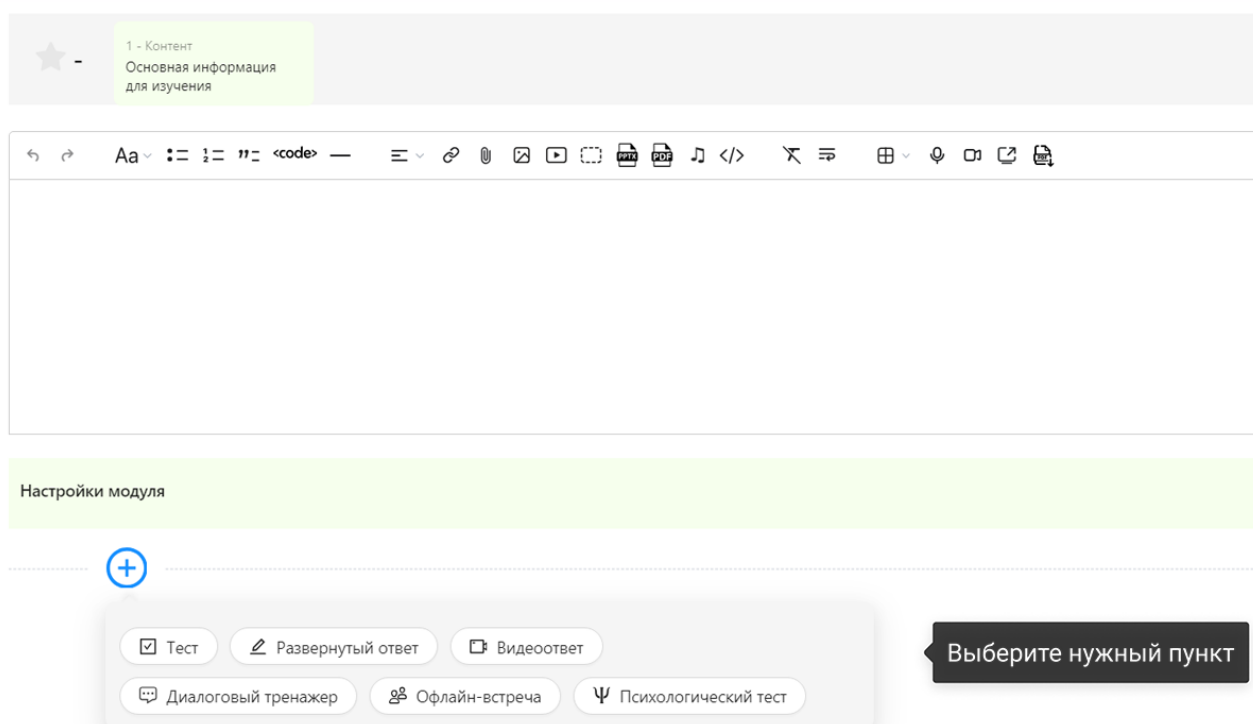 -
1 - Контент
Основная информация
для изучения
Aa <code> PPTX PDF </>
Настройки модуля
Тест Развернутый ответ Видеоответ
Выберите нужный пункт
Диалоговый тренажер Офлайн-встреча Ψ Психологический тест